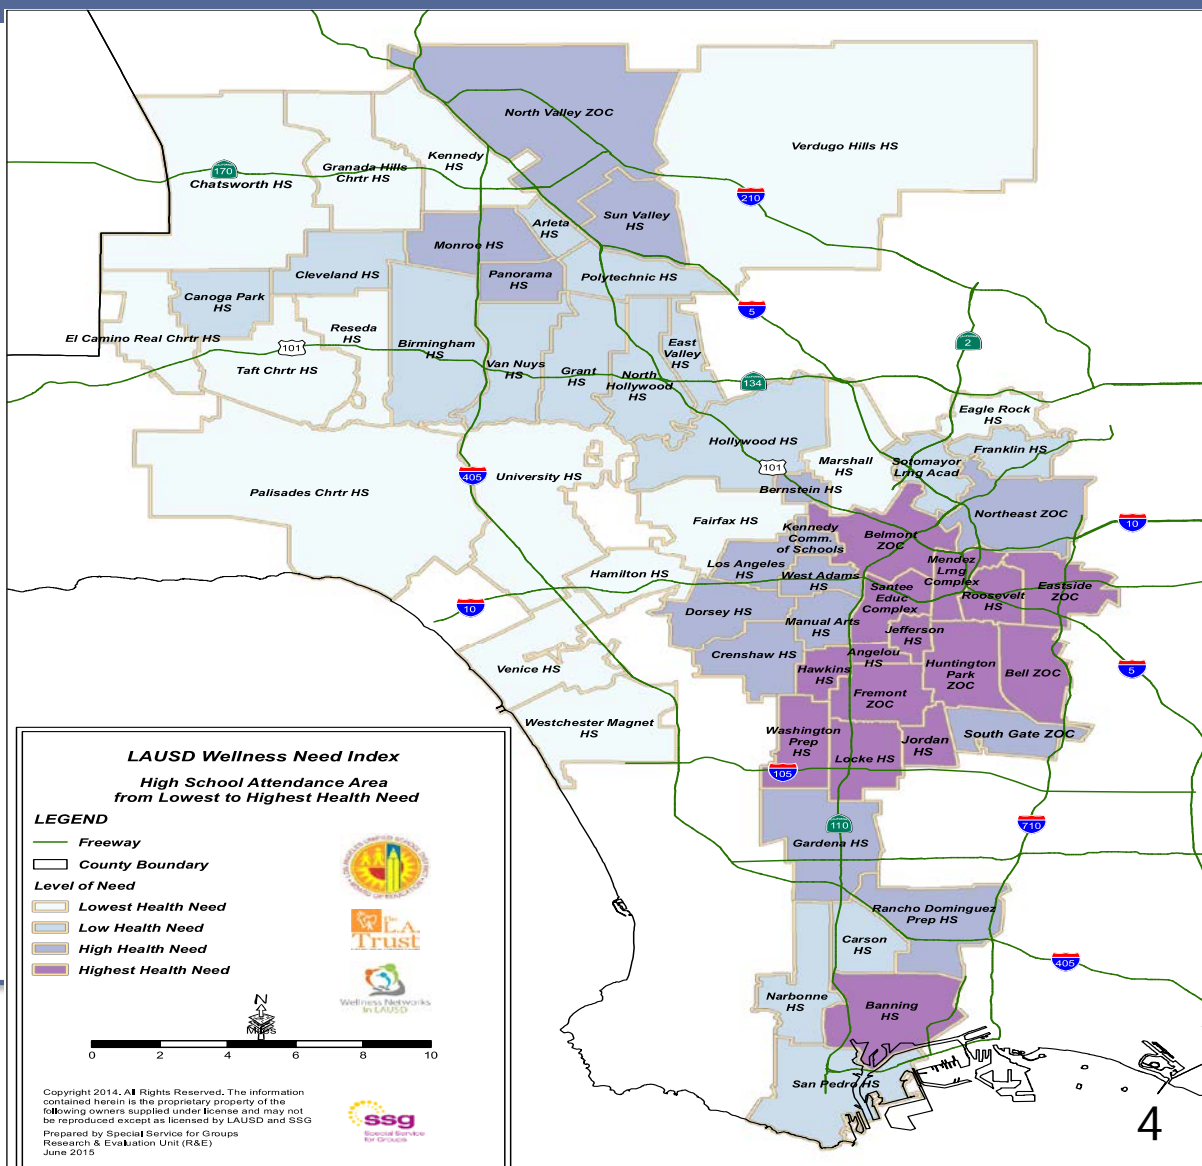 North Valley ZOC
Verdugo Hills HS
Kennedy
HS
Granada Hills
Chrtr HS
170
Chatsworth HS
210
Arleta
HS
Sun Valley
HS
Monroe HS
Cleveland HS
Panorama
HS
Polytechnic HS
Canoga Park
HS
5
El Camino Real Chrtr HS
Reseda
HS
Birmingham
HS
101
Taft Chrtr HS
Van Nuys
HS
Grant
HS
North
Hollywood
HS
East
Valley
HS
2
134
Eagle Rock
HS
Hollywood HS
Franklin HS
Marshall
HS
Sotomayor
Lrng Acad
101
405
University HS
Palisades Chrtr HS
Bernstein HS
Fairfax HS
Northeast ZOC
10
Kennedy
Comm.
of Schools
Belmont
ZOC
Los Angeles
HS
Mendez
Lrng
Complex
Hamilton HS
West Adams
HS
Santee
Educ
Complex
Roosevelt
HS
Eastside
ZOC
10
Dorsey HS
Manual Arts
HS
Jefferson
HS
Crenshaw HS
Angelou
HS
Hawkins
HS
Huntington
Park
ZOC
Bell ZOC
5
Venice HS
Fremont
ZOC
Westchester Magnet
HS
Washington
Prep
HS
Jordan
HS
South Gate ZOC
Locke HS
105
110
710
Gardena HS
Rancho Dominguez
Prep HS
Carson
HS
405
Narbonne
HS
Banning
HS
San Pedro HS
LAUSD Wellness Need Index
High School Attendance Area
from Lowest to Highest Health Need
LEGEND
Freeway
County Boundary
Level of Need
Lowest Health Need
Low Health Need
High Health Need
Highest Health Need
The
L.A.
Trust
Wellness Networks
In LAUSD
N
Miles
0 2 4 6 8 10
Copyright 2014. All Rights Reserved. The information
contained herein is the proprietary property of the
following owners supplied under license and may not
be reproduced except as licensed by LAUSD and SSG
Prepared by Special Service for Groups
Research & Evaluation Unit (R&E)
June 2015
ssg
Special Service
for Groups
4